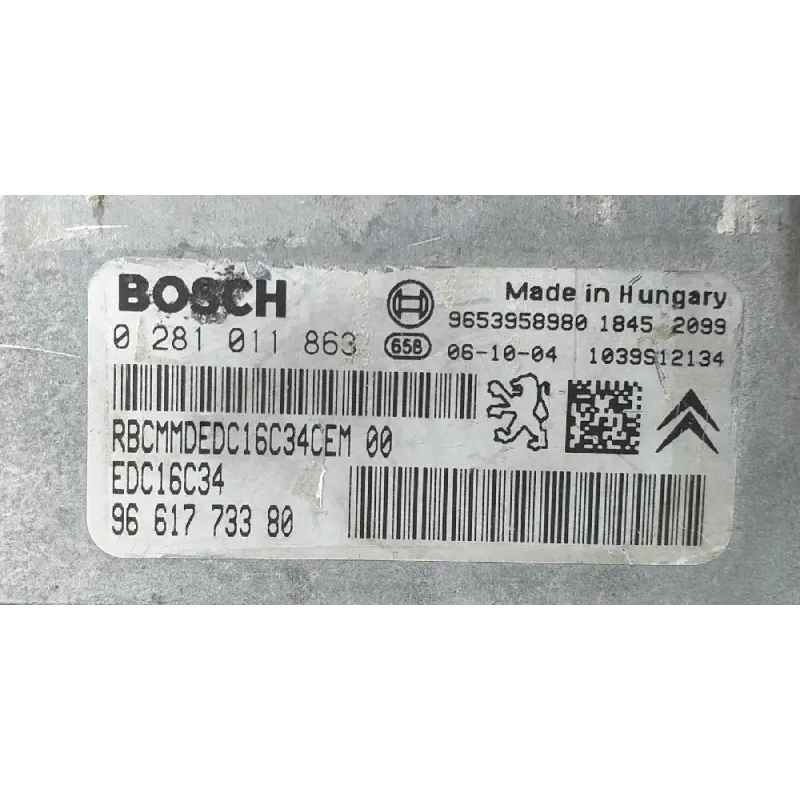 BOSCH
0 281 011 863
Made in Hungary
9653958980 1845 2099
658 06-10-04 1039S12134
RBCMMDEDC16C34CEM 00
EDC16C34
96 617 733 80